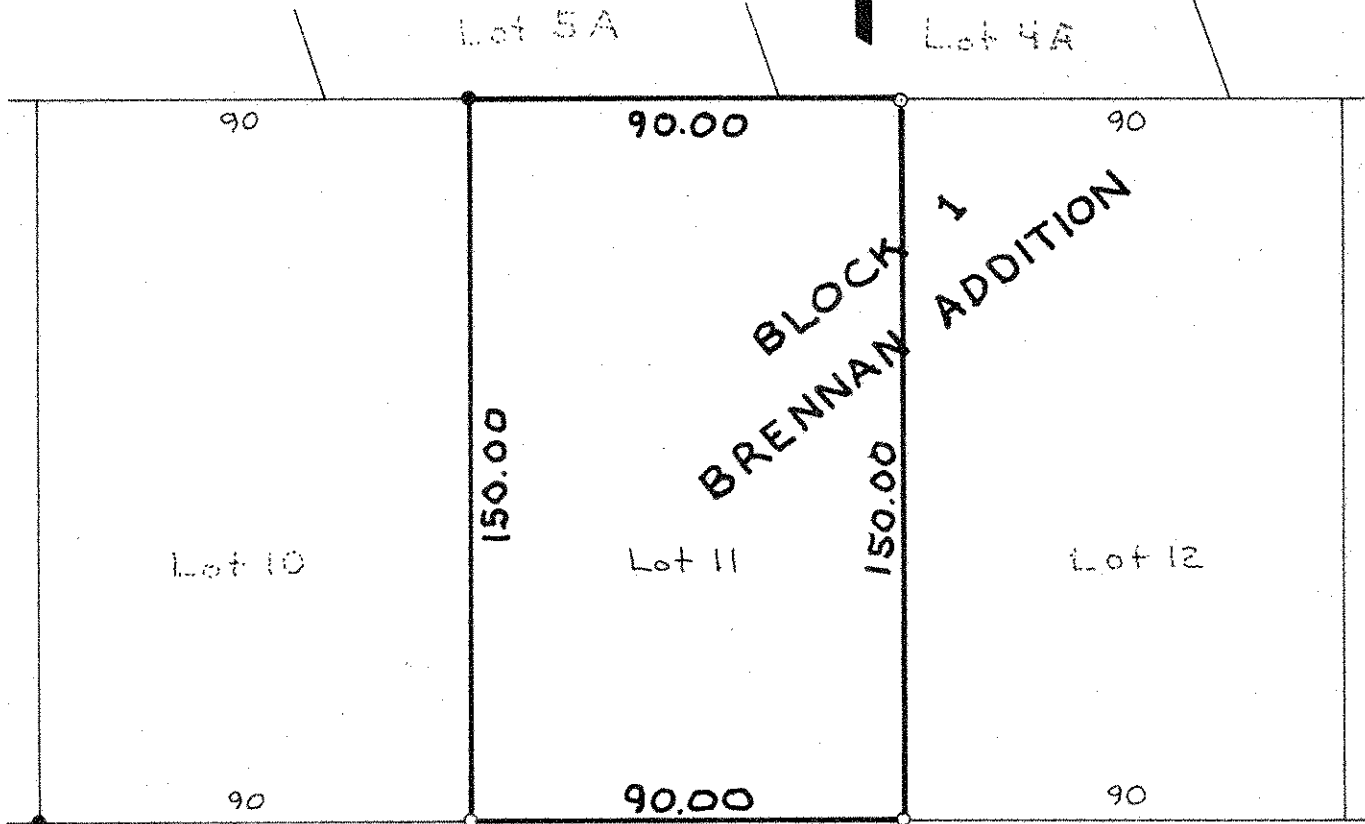 Lot 5A
Lot 4A
90
90.00
90
BLOCK 1
BRENNAN ADDITION
150.00
150.00
Lot 10
Lot 11
Lot 12
90
90.00
90